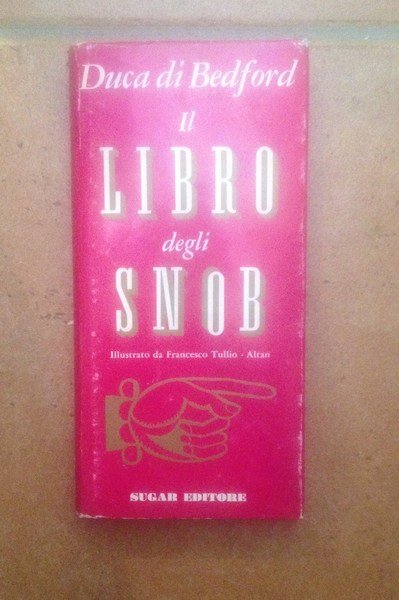 Duca di Bedford
Il
LIBRO
degli
SNOB
Illustrato da Francesco Tullio - Altan
SUGAR EDITORE